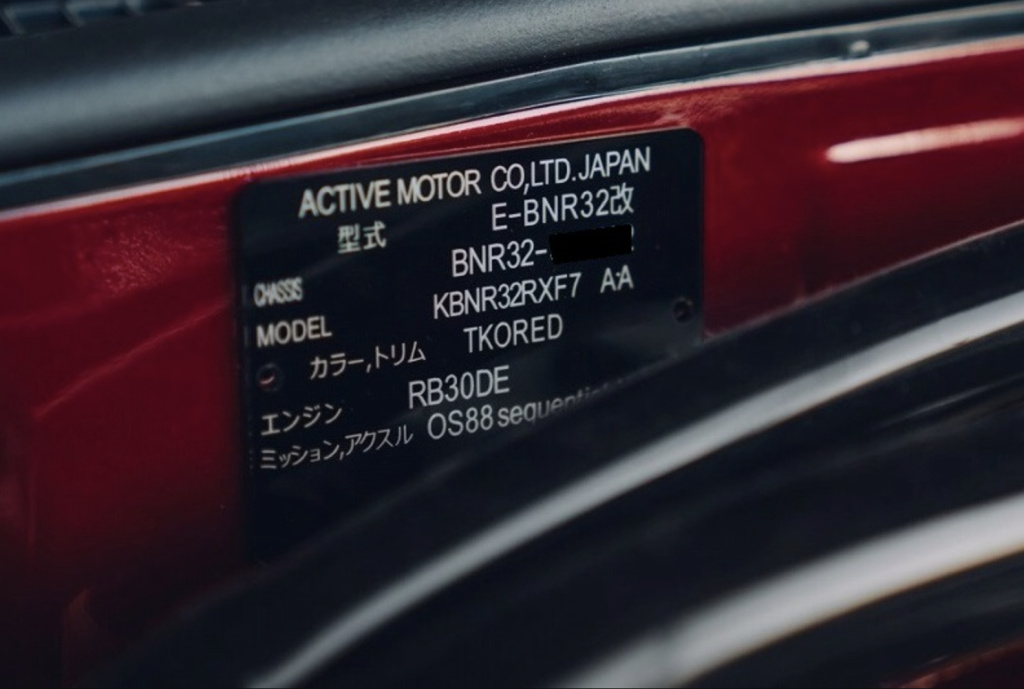 ACTIVE MOTOR CO,LTD.JAPAN
型式 E-BNR32改
CHASSIS BNR32-
MODEL KBNR32RXF7 A:A
カラー,トリム TKORED
エンジン RB30DE
ミッション,アクスル OS88 sequential